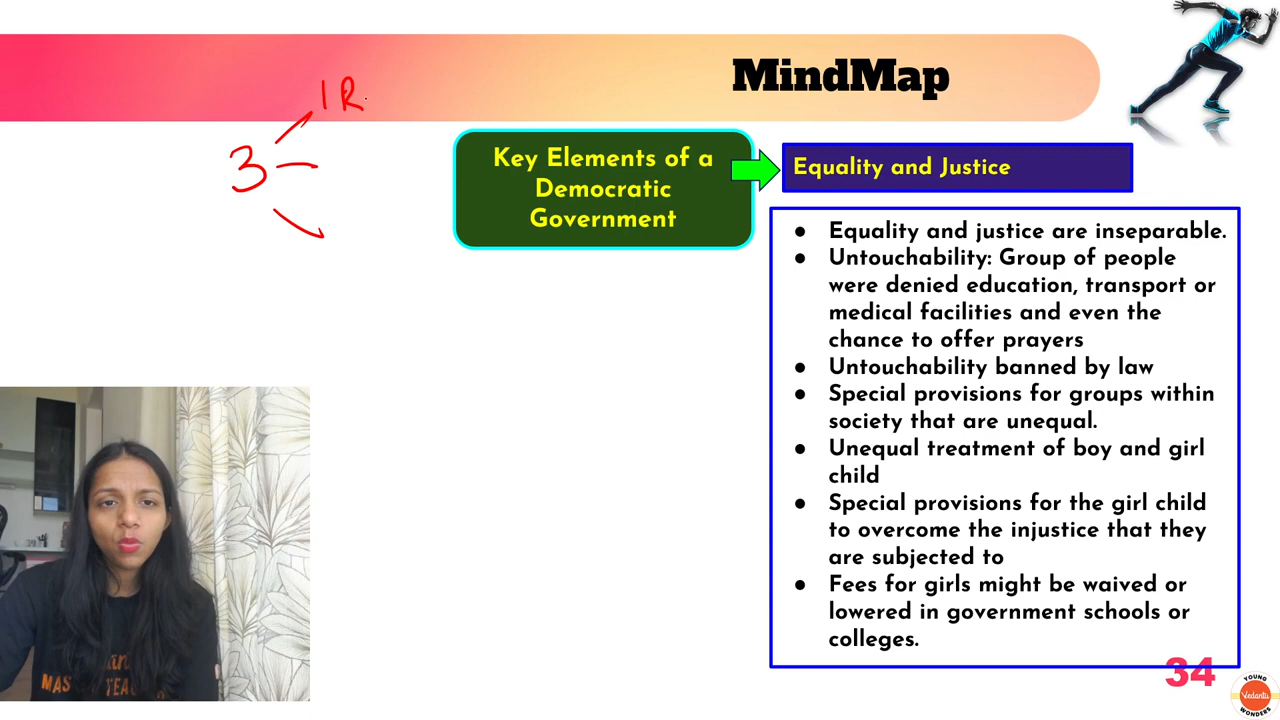 MindMap
1 R
3
Key Elements of a
Democratic
Government
Equality and Justice
● Equality and justice are inseparable.
● Untouchability: Group of people
were denied education, transport or
medical facilities and even the
chance to offer prayers
● Untouchability banned by law
● Special provisions for groups within
society that are unequal.
● Unequal treatment of boy and girl
child
● Special provisions for the girl child
to overcome the injustice that they
are subjected to
● Fees for girls might be waived or
lowered in government schools or
colleges.
34
YOUNG
Vedantu
WONDERS